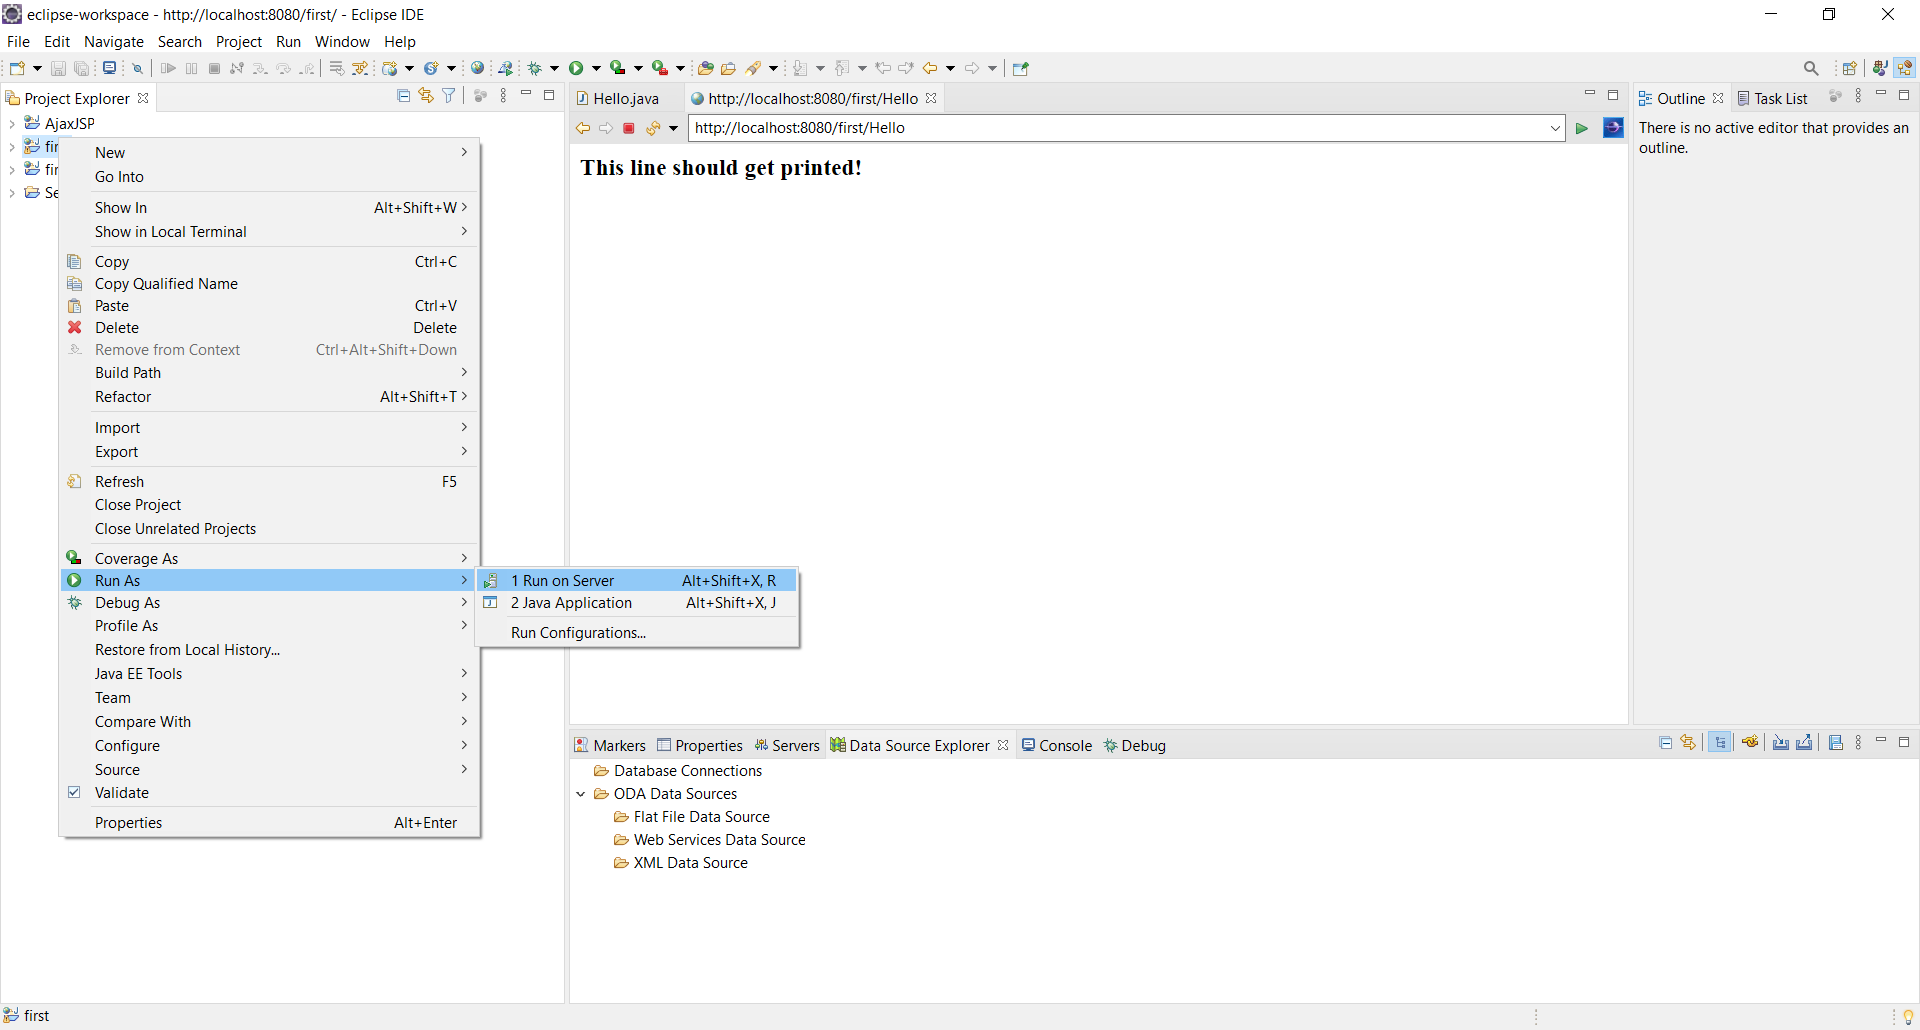 eclipse-workspace - http://localhost:8080/first/ - Eclipse IDE
File Edit Navigate Search Project Run Window Help
Project Explorer
AjaxJSP
fir
fir
Se
New
Go Into
Show In Alt+Shift+W
Show in Local Terminal
Copy Ctrl+C
Copy Qualified Name
Paste Ctrl+V
Delete Delete
Remove from Context Ctrl+Alt+Shift+Down
Build Path
Refactor Alt+Shift+T
Import
Export
Refresh F5
Close Project
Close Unrelated Projects
Coverage As
Run As
Debug As
Profile As
Restore from Local History...
Java EE Tools
Team
Compare With
Configure
Source
Validate
Properties Alt+Enter
1 Run on Server Alt+Shift+X, R
2 Java Application Alt+Shift+X, J
Run Configurations...
Hello.java http://localhost:8080/first/Hello
http://localhost:8080/first/Hello
This line should get printed!
Outline Task List
There is no active editor that provides an
outline.
Markers Properties Servers Data Source Explorer Console Debug
Database Connections
ODA Data Sources
Flat File Data Source
Web Services Data Source
XML Data Source
first